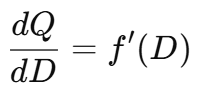 dQ/dD = f′(D)